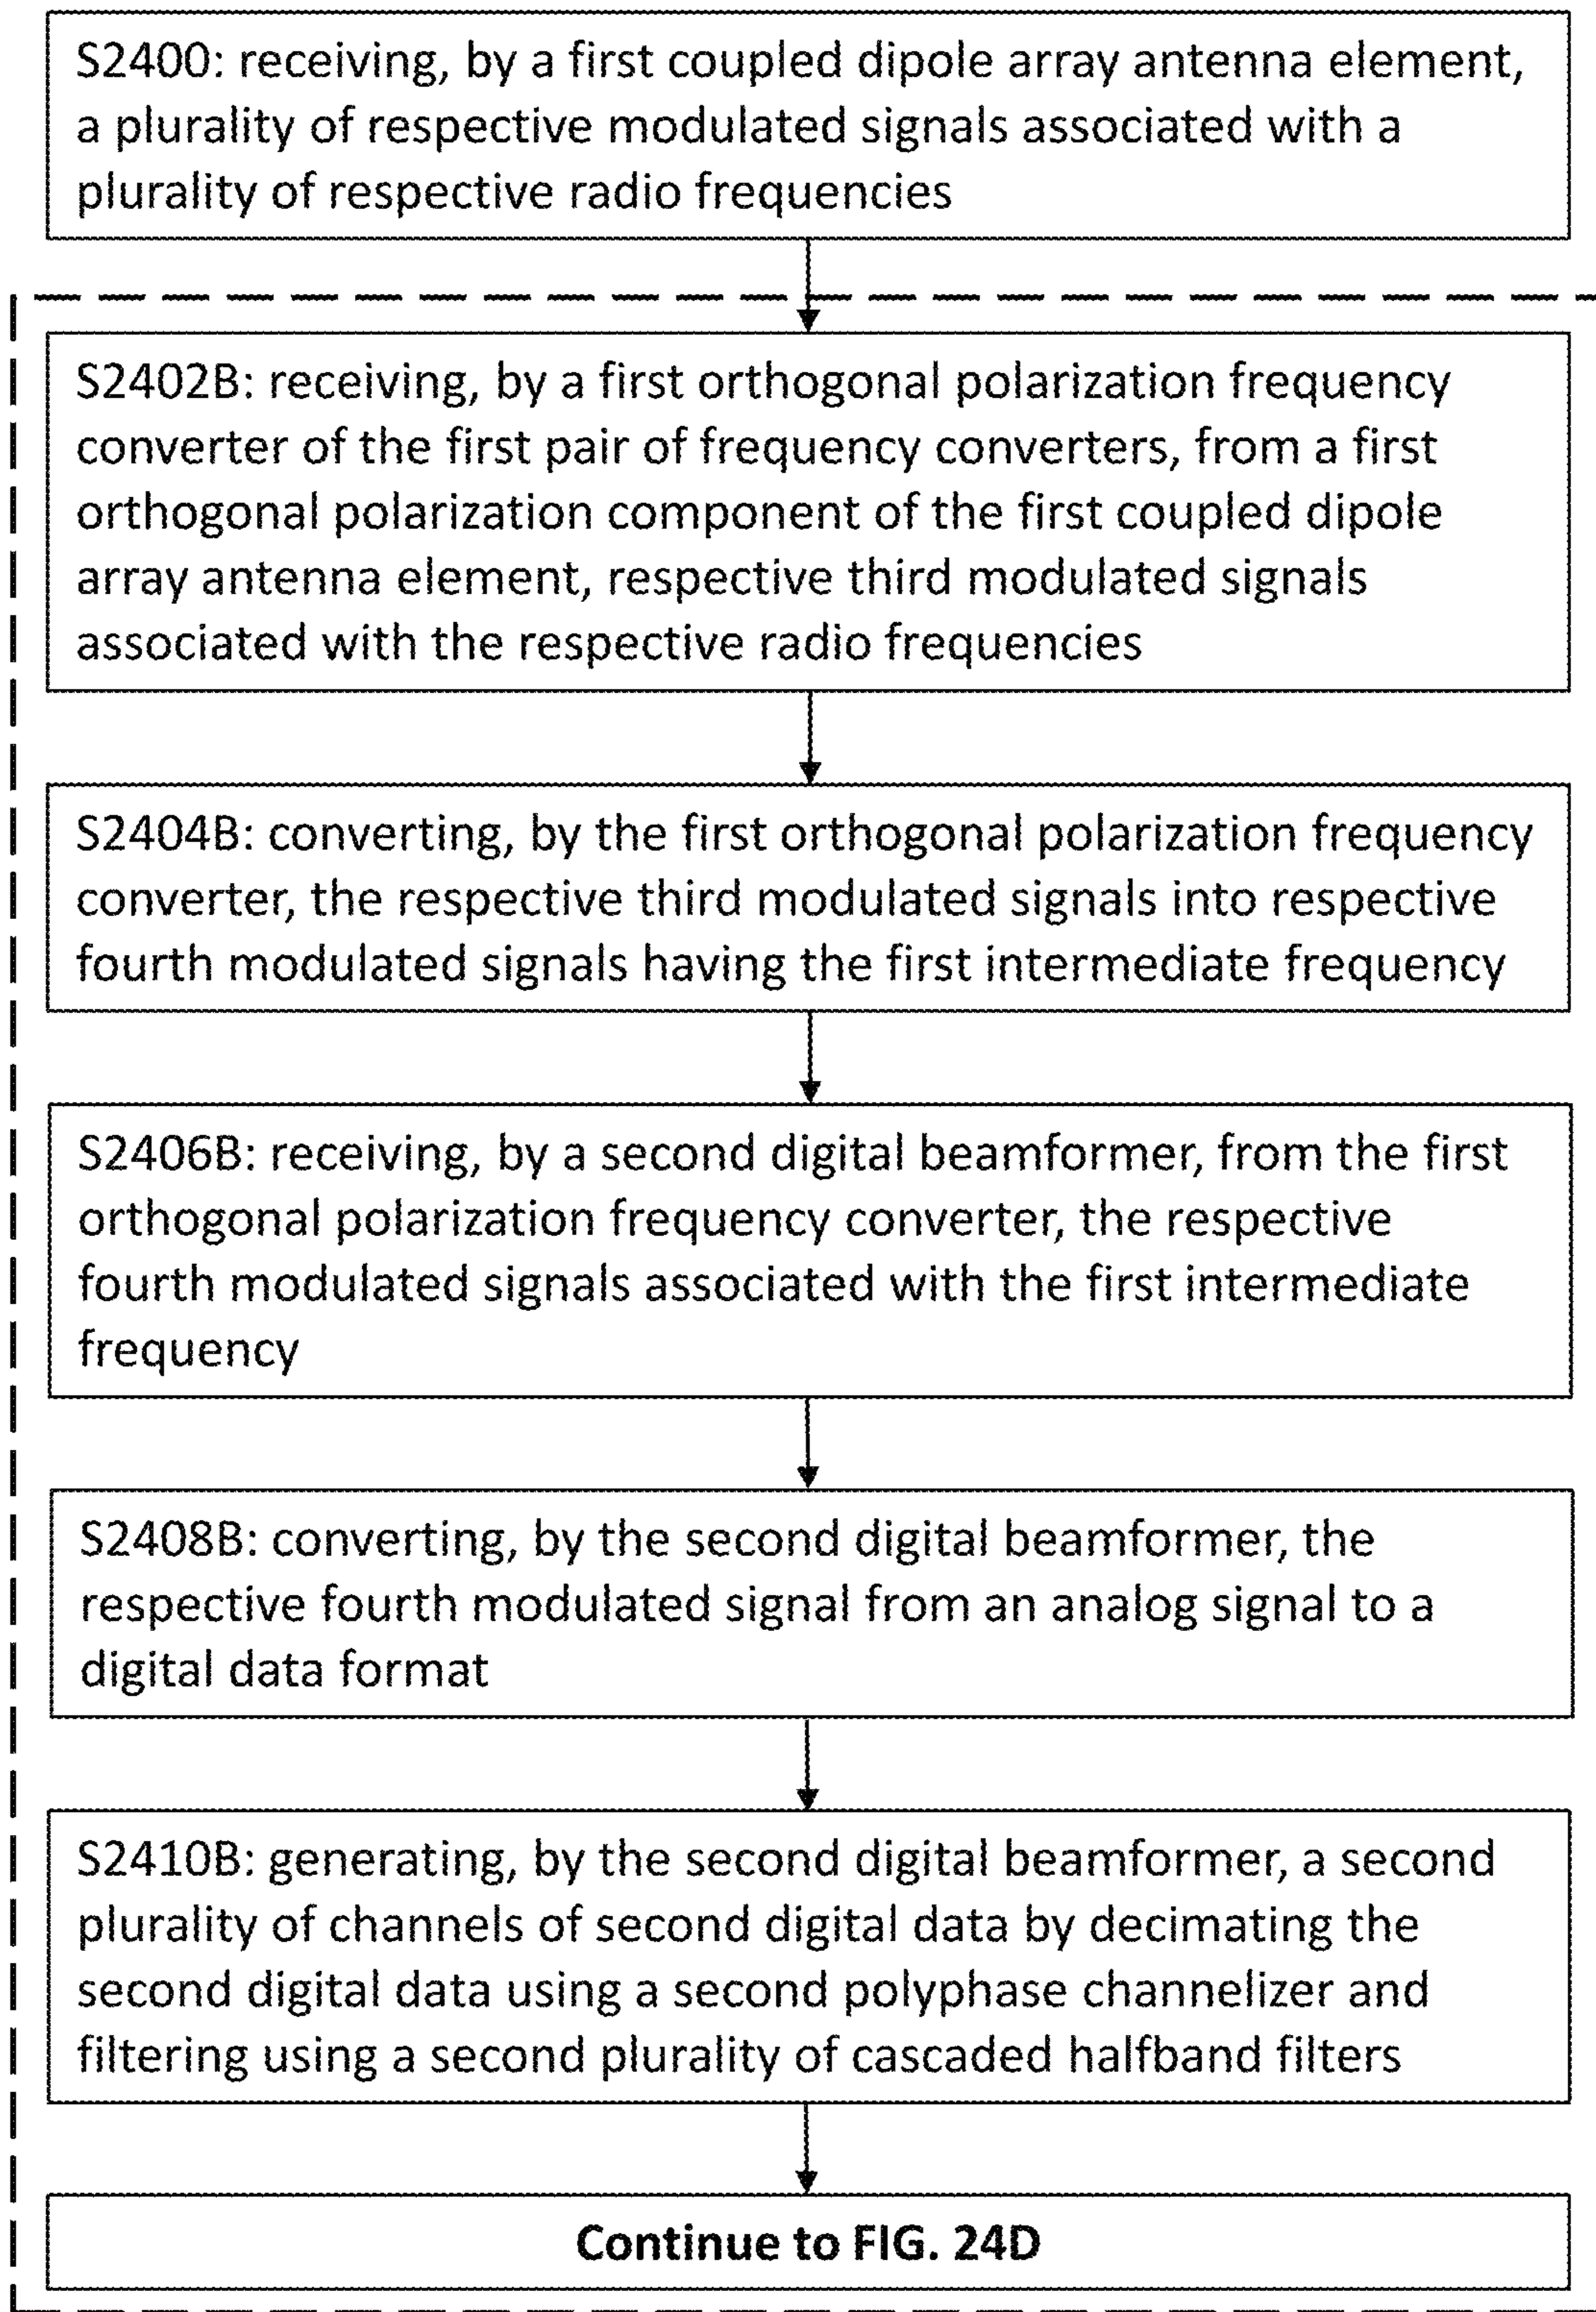 S2400: receiving, by a first coupled dipole array antenna element,
a plurality of respective modulated signals associated with a
plurality of respective radio frequencies
S2402B: receiving, by a first orthogonal polarization frequency
converter of the first pair of frequency converters, from a first
orthogonal polarization component of the first coupled dipole
array antenna element, respective third modulated signals
associated with the respective radio frequencies
S2404B: converting, by the first orthogonal polarization frequency
converter, the respective third modulated signals into respective
fourth modulated signals having the first intermediate frequency
S2406B: receiving, by a second digital beamformer, from the first
orthogonal polarization frequency converter, the respective
fourth modulated signals associated with the first intermediate
frequency
S2408B: converting, by the second digital beamformer, the
respective fourth modulated signal from an analog signal to a
digital data format
S2410B: generating, by the second digital beamformer, a second
plurality of channels of second digital data by decimating the
second digital data using a second polyphase channelizer and
filtering using a second plurality of cascaded halfband filters
Continue to FIG. 24D